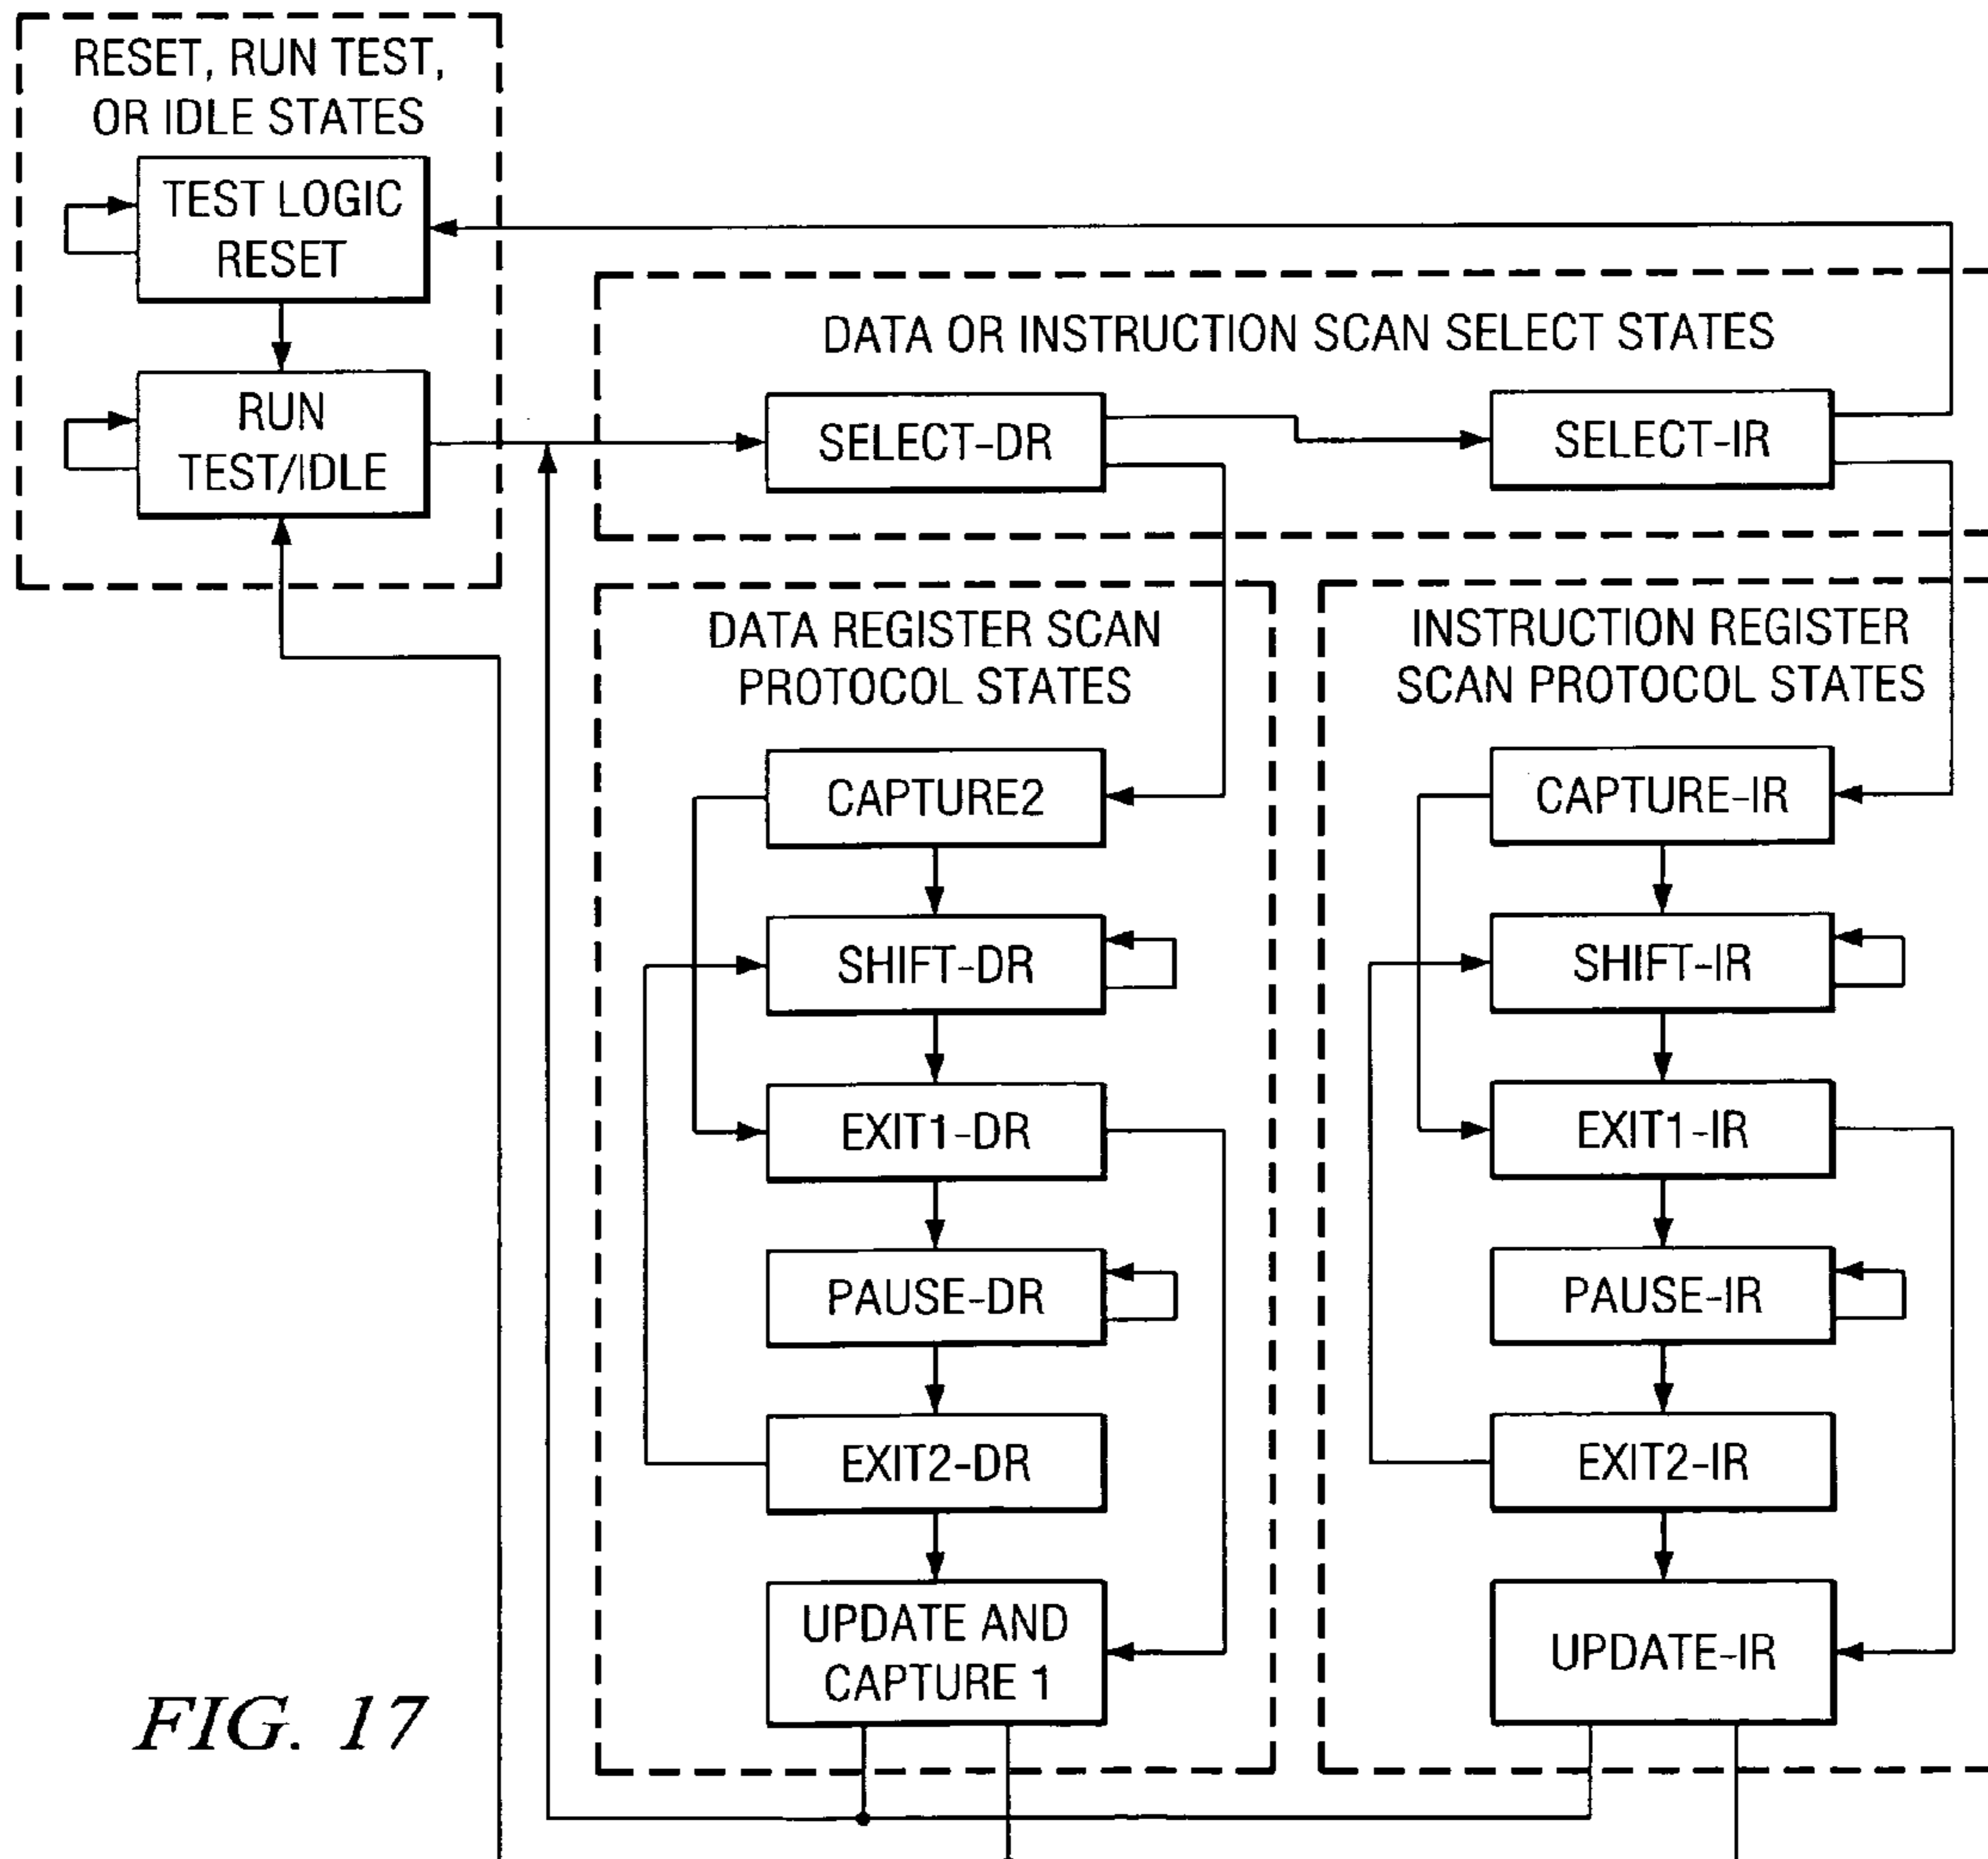 RESET, RUN TEST,
OR IDLE STATES
TEST LOGIC
RESET
RUN
TEST/IDLE
DATA OR INSTRUCTION SCAN SELECT STATES
SELECT-DR
SELECT-IR
DATA REGISTER SCAN
PROTOCOL STATES
CAPTURE2
SHIFT-DR
EXIT1-DR
PAUSE-DR
EXIT2-DR
UPDATE AND
CAPTURE 1
INSTRUCTION REGISTER
SCAN PROTOCOL STATES
CAPTURE-IR
SHIFT-IR
EXIT1-IR
PAUSE-IR
EXIT2-IR
UPDATE-IR
FIG. 17